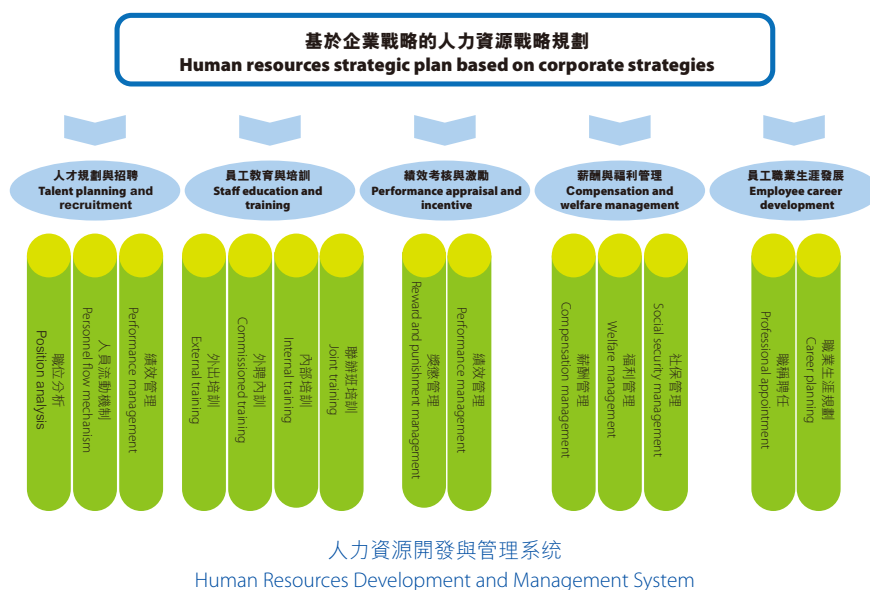 基於企業戰略的人力資源戰略規劃
Human resources strategic plan based on corporate strategies
人才規劃與招聘
Talent planning and
recruitment
員工教育與培訓
Staff education and
training
績效考核與激勵
Performance appraisal and
incentive
薪酬與福利管理
Compensation and
welfare management
員工職業生涯發展
Employee career
development
職位分析
Position analysis
人員流動機制
Personnel flow mechanism
績效管理
Performance management
外出培訓
External training
外聘內訓
Commissioned training
內部培訓
Internal training
聯辦班培訓
Joint training
獎懲管理
Reward and punishment management
績效管理
Performance management
薪酬管理
Compensation management
福利管理
Welfare management
社保管理
Social security management
職稱聘任
Professional appointment
職業生涯規劃
Career planning
人力資源開發與管理系统
Human Resources Development and Management System